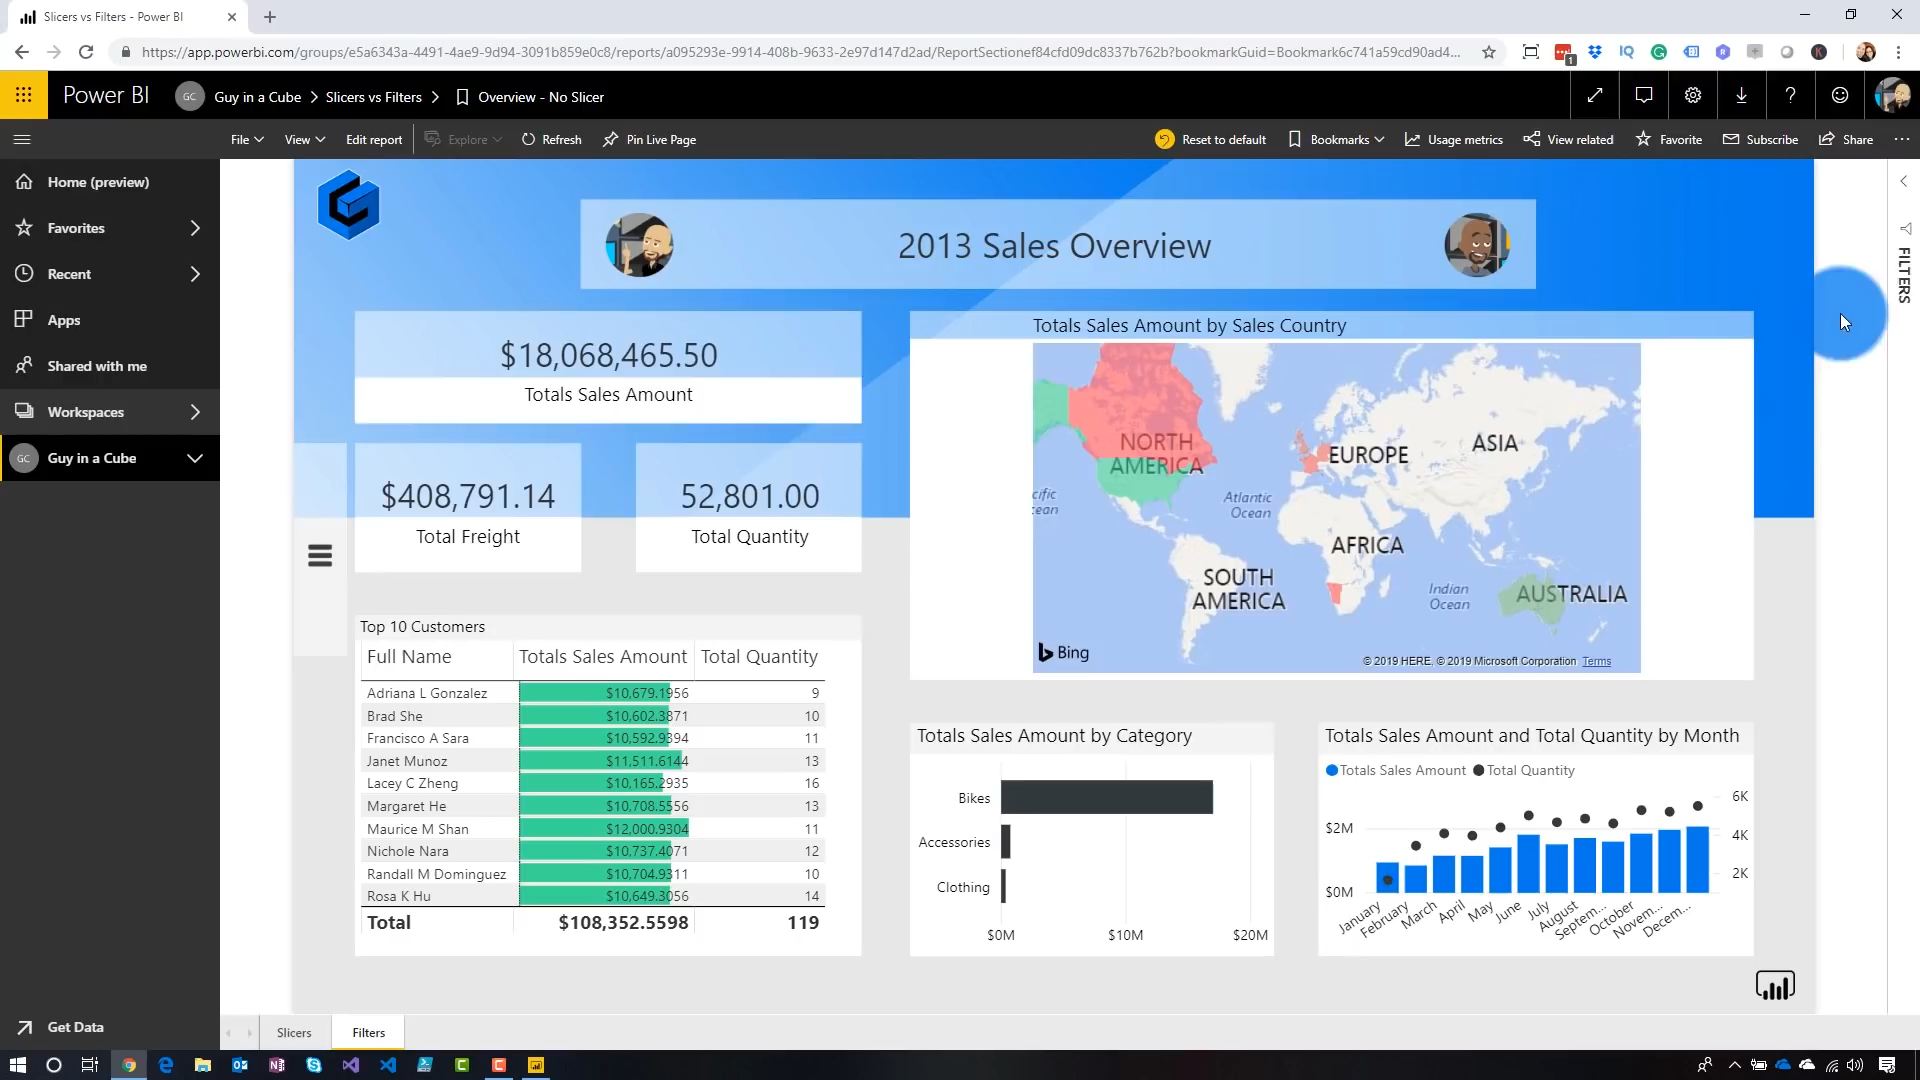 Slicers vs Filters - Power BI
https://app.powerbi.com/groups/e5a6343a-4491-4ae9-9d94-3091b859e0c8/reports/a095293e-9914-408b-9633-2e97d147d2ad/ReportSectionef84cfd09dc8337b762b?bookmarkGuid=Bookmark6c741a59cd90ad4...
Power BI GC Guy in a Cube > Slicers vs Filters > Overview - No Slicer
File View Edit report Explore Refresh Pin Live Page Reset to default Bookmarks Usage metrics View related Favorite Subscribe Share ...
Home (preview)
Favorites
Recent
Apps
Shared with me
Workspaces
GC Guy in a Cube
Get Data
2013 Sales Overview
$18,068,465.50
Totals Sales Amount
$408,791.14
Total Freight
52,801.00
Total Quantity
Totals Sales Amount by Sales Country
NORTH AMERICA
EUROPE
ASIA
cific
ean
Atlantic Ocean
AFRICA
SOUTH AMERICA
Indian Ocean
AUSTRALIA
Bing
© 2019 HERE, © 2019 Microsoft Corporation Terms
FILTERS
Top 10 Customers
Full Name Totals Sales Amount Total Quantity
Adriana L Gonzalez $10,679.1956 9
Brad She $10,602.3871 10
Francisco A Sara $10,592.9394 11
Janet Munoz $11,511.6144 13
Lacey C Zheng $10,165.2935 16
Margaret He $10,708.5556 13
Maurice M Shan $12,000.9304 11
Nichole Nara $10,737.4071 12
Randall M Dominguez $10,704.9311 10
Rosa K Hu $10,649.3056 14
Total $108,352.5598 119
Totals Sales Amount by Category
Bikes
Accessories
Clothing
$0M $10M $20M
Totals Sales Amount and Total Quantity by Month
Totals Sales Amount Total Quantity
6K
$2M 4K
2K
$0M
January February March April May June July August Septem... October Novem... Decem...
Slicers Filters